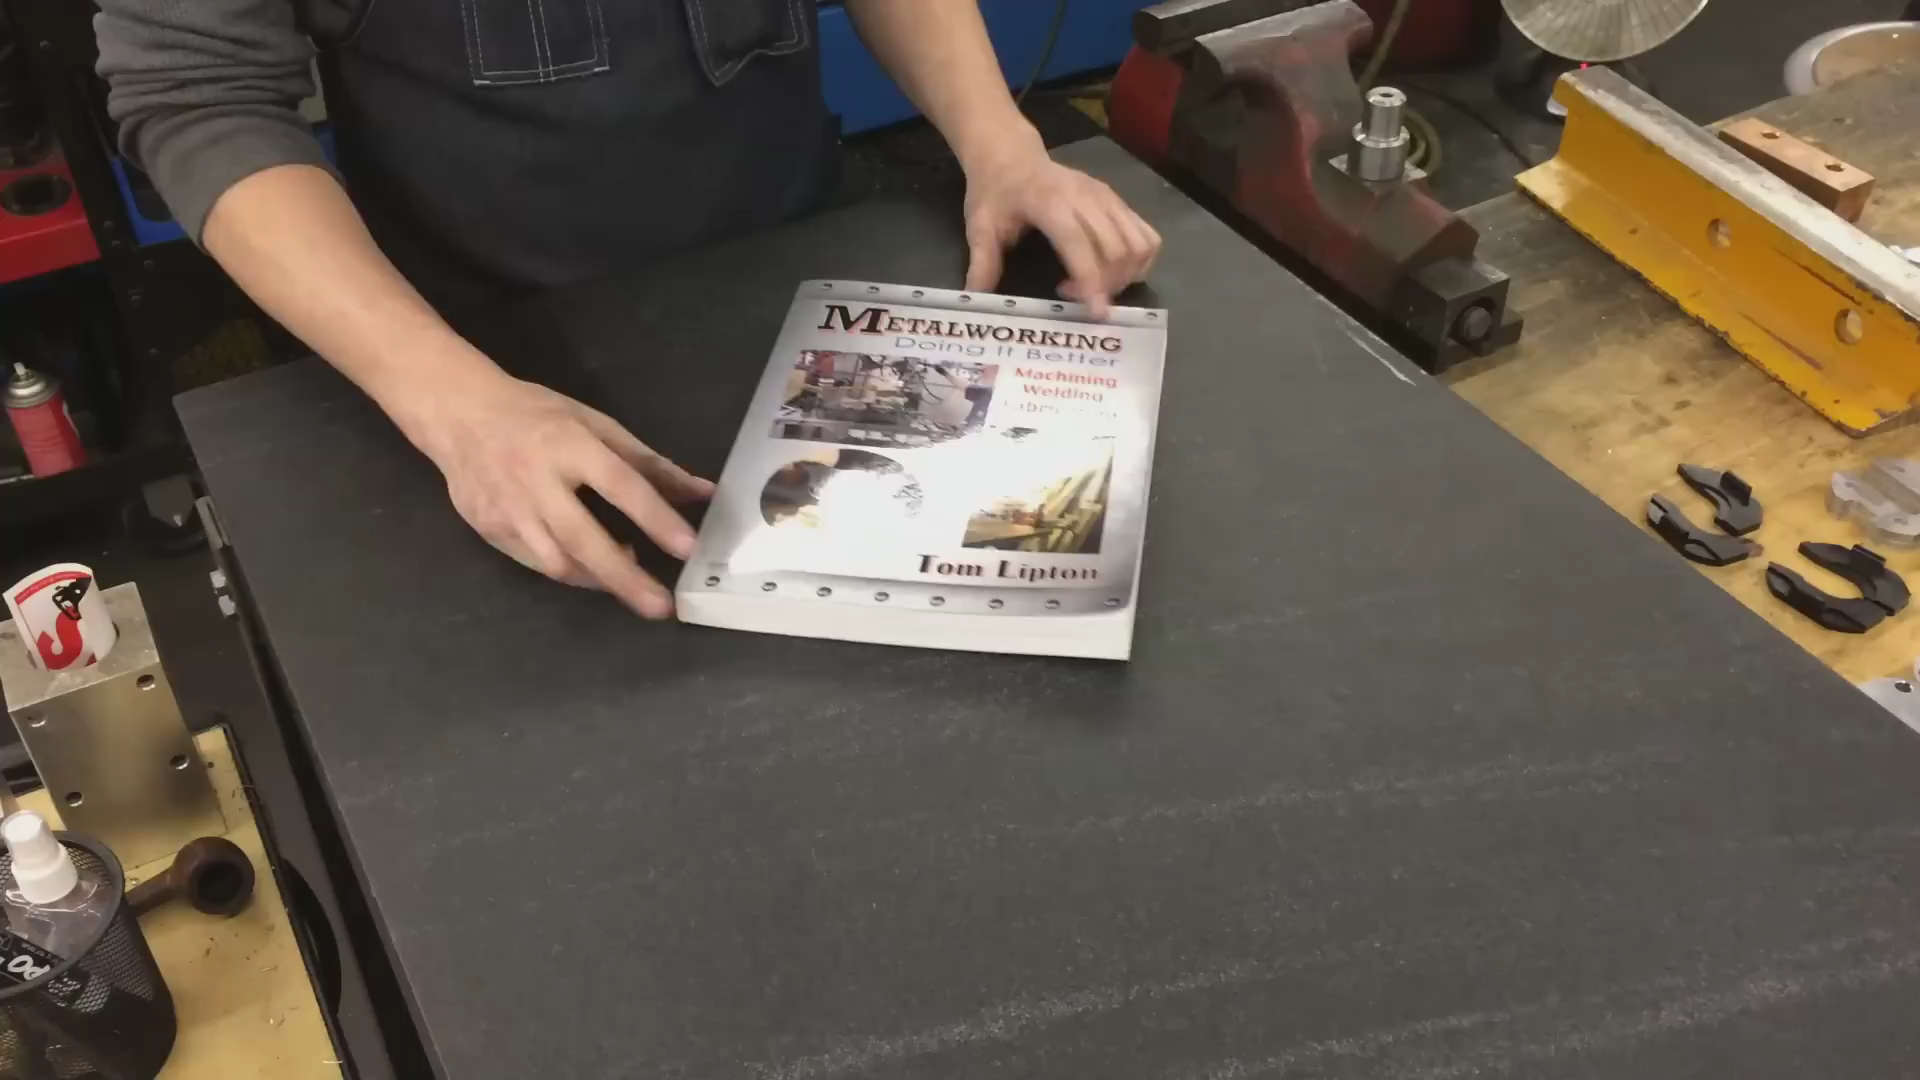 METALWORKING
Doing It Better
Machining
Welding
Tom Lipton